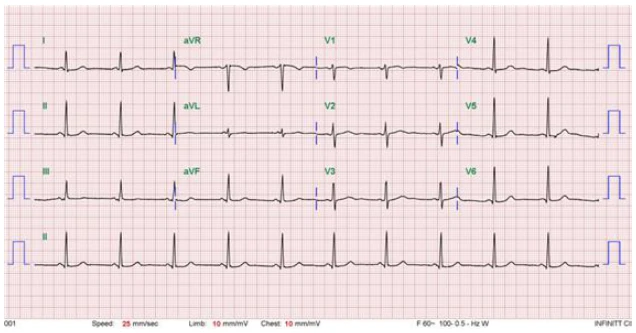 I aVR V1 V4
II aVL V2 V5
III aVF V3 V6
II
001 Speed: 25 mm/sec Limb: 10 mm/mV Chest: 10 mm/mV F 60~ 100- 0.5 - Hz W INFINITT